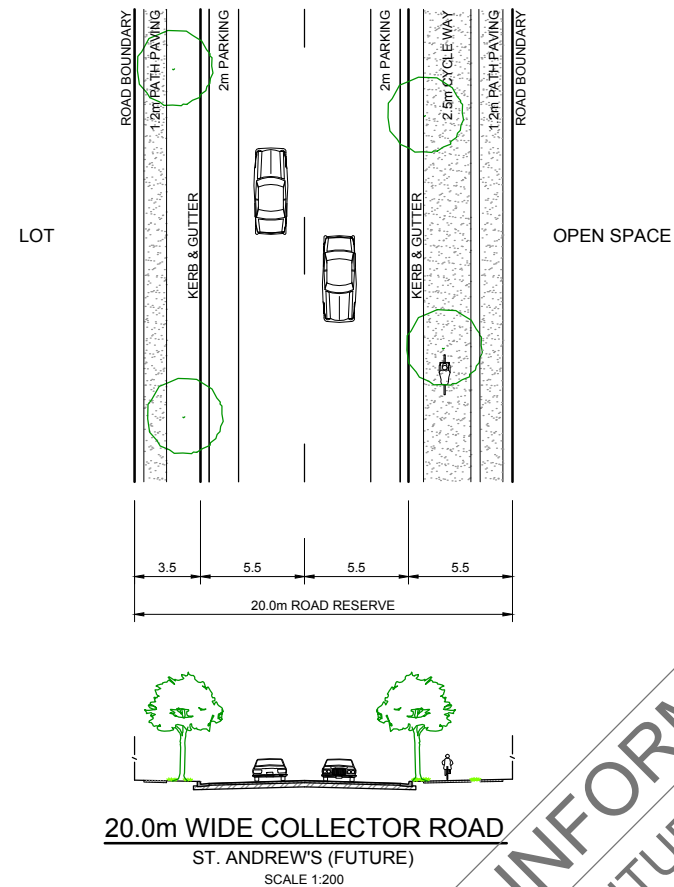 ROAD BOUNDARY
1.2m PATH PAVING
KERB & GUTTER
2m PARKING
2m PARKING
KERB & GUTTER
2.5m CYCLE WAY
1.2m PATH PAVING
ROAD BOUNDARY
LOT
OPEN SPACE
3.5
5.5
5.5
5.5
20.0m ROAD RESERVE
20.0m WIDE COLLECTOR ROAD
ST. ANDREW'S (FUTURE)
SCALE 1:200